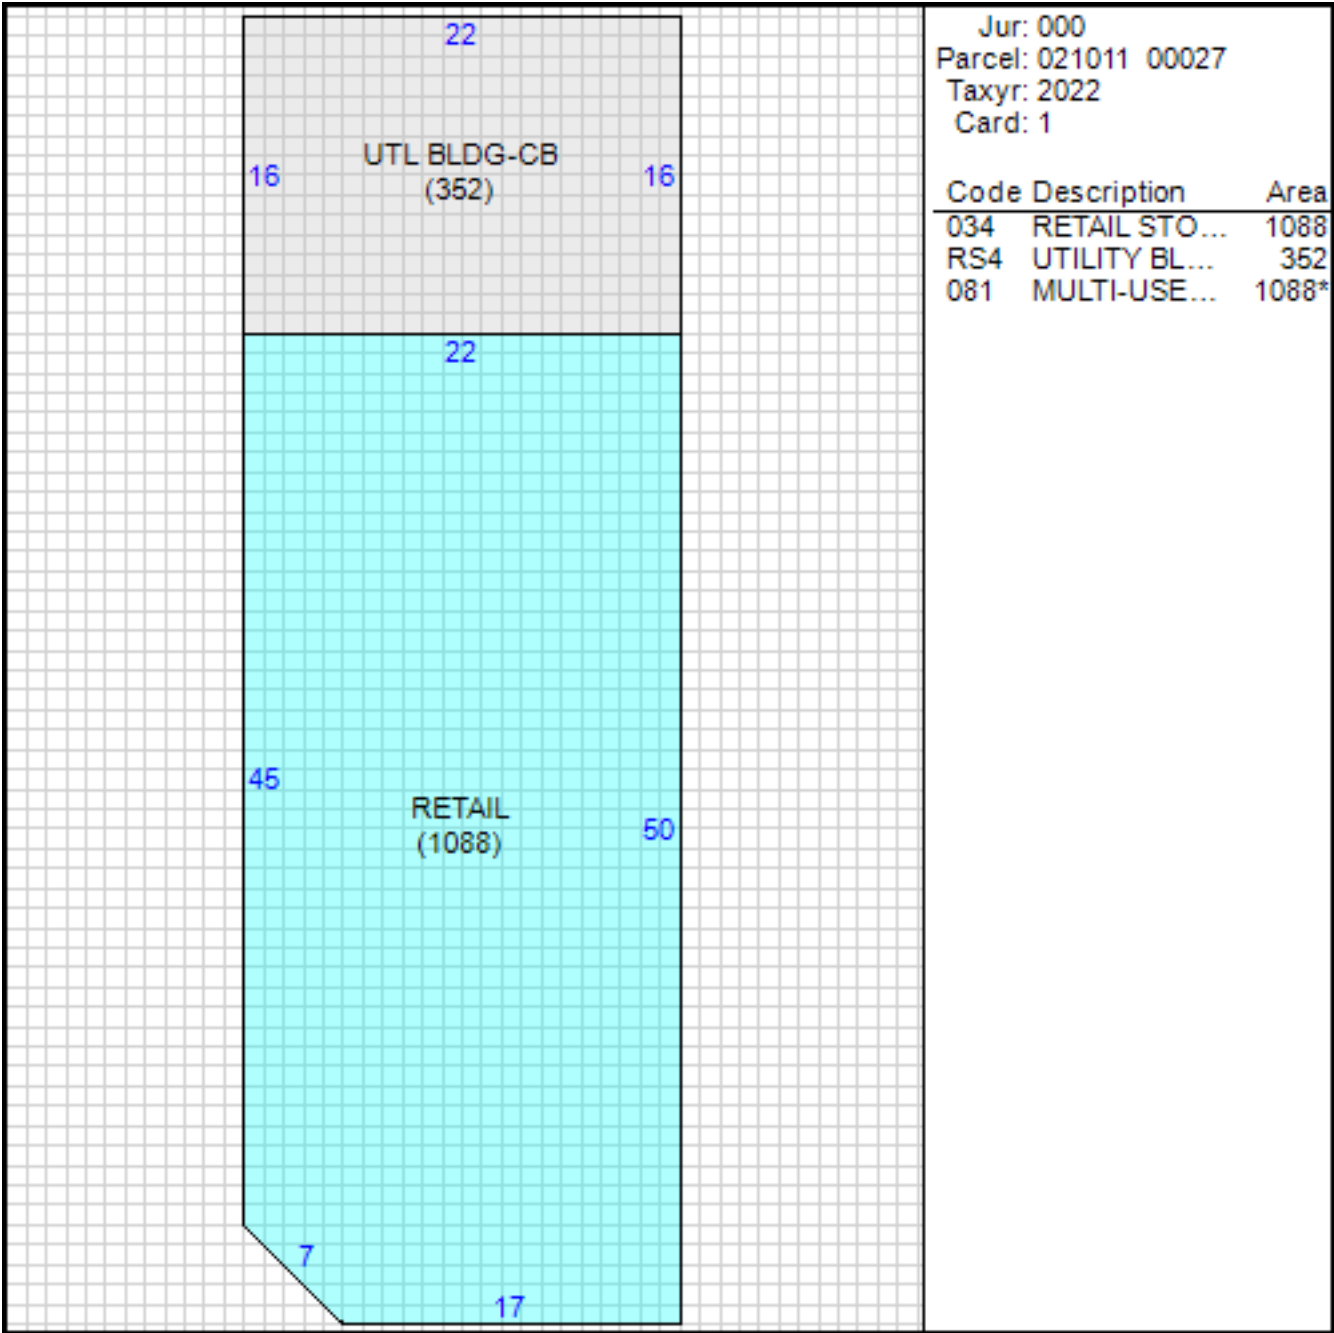 22
UTL BLDG-CB
(352)
16
16
22
45
RETAIL
(1088)
50
7
17
Jur: 000
Parcel: 021011 00027
Taxyr: 2022
Card: 1
Code Description Area
034 RETAIL STO... 1088
RS4 UTILITY BL... 352
081 MULTI-USE... 1088*